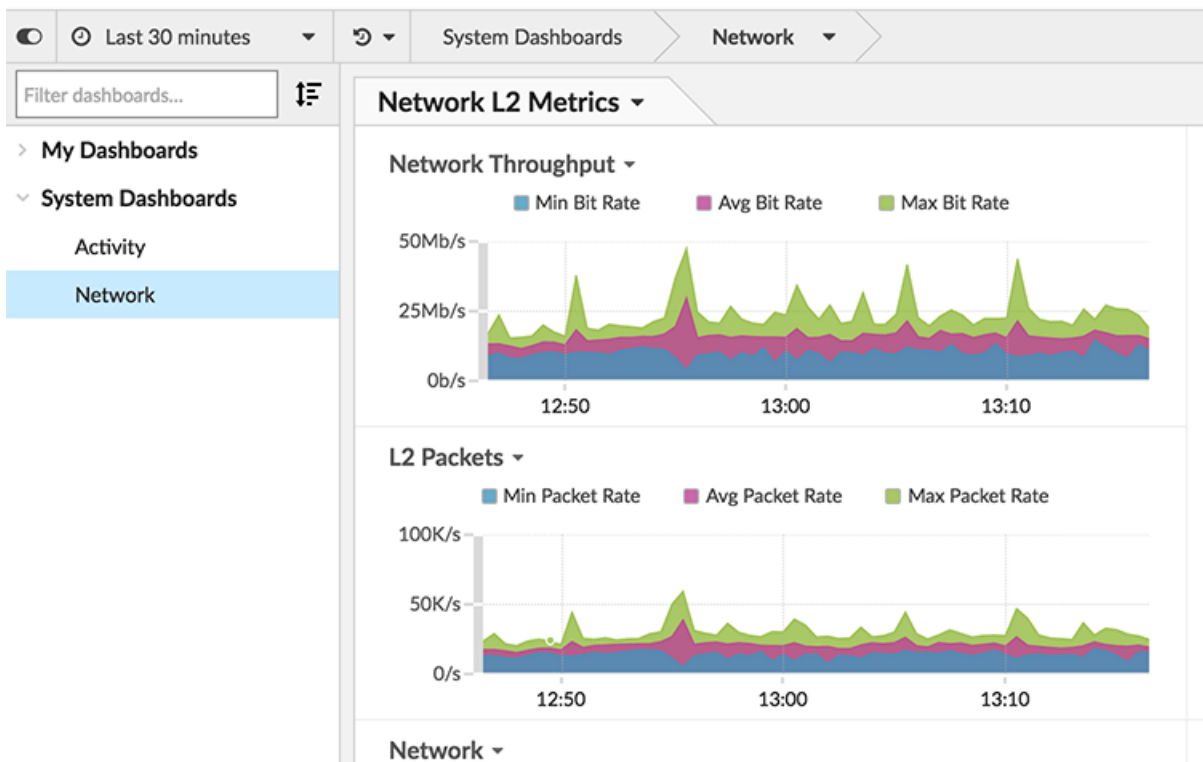 Last 30 minutes
System Dashboards
Network
Filter dashboards...
My Dashboards
System Dashboards
Activity
Network
Network L2 Metrics
Network Throughput
Min Bit Rate Avg Bit Rate Max Bit Rate
50Mb/s
25Mb/s
0b/s
12:50 13:00 13:10
L2 Packets
Min Packet Rate Avg Packet Rate Max Packet Rate
100K/s
50K/s
0/s
12:50 13:00 13:10
Network